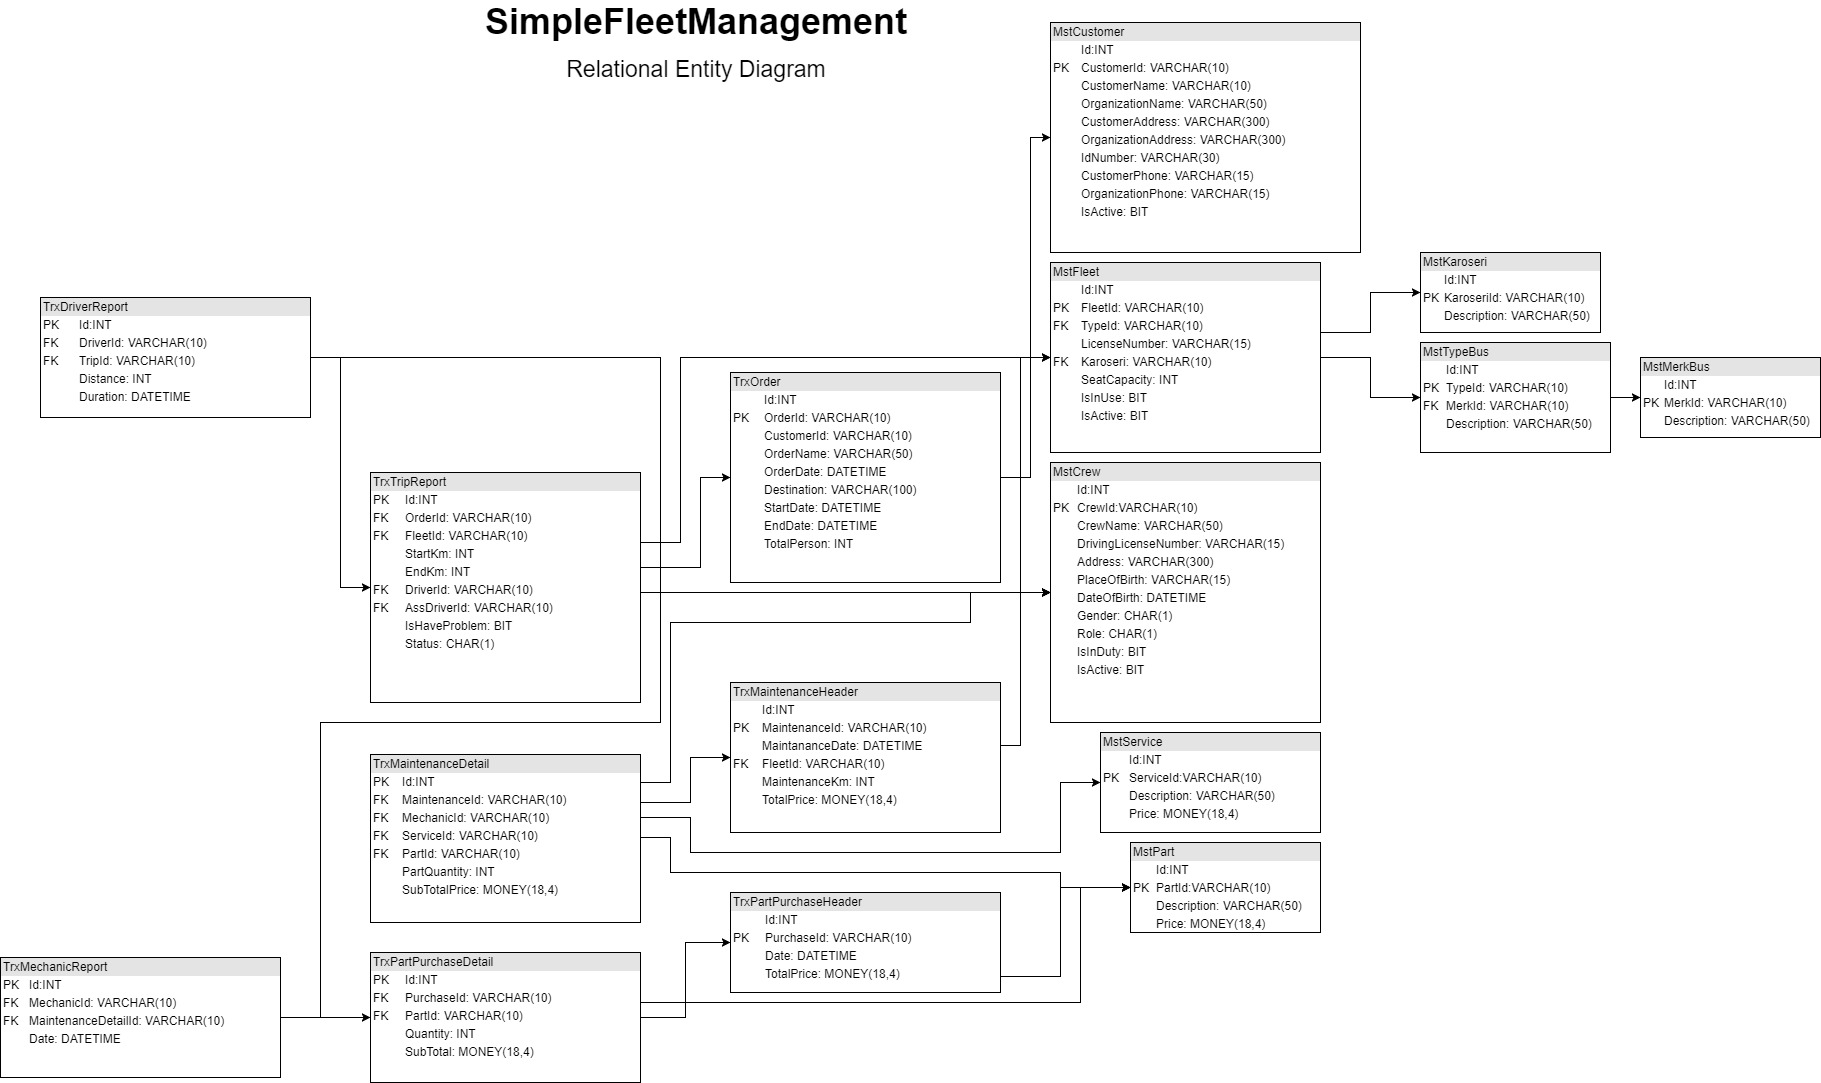 SimpleFleetManagement
Relational Entity Diagram
MstCustomer
Id:INT
PK CustomerId: VARCHAR(10)
CustomerName: VARCHAR(10)
OrganizationName: VARCHAR(50)
CustomerAddress: VARCHAR(300)
OrganizationAddress: VARCHAR(300)
IdNumber: VARCHAR(30)
CustomerPhone: VARCHAR(15)
OrganizationPhone: VARCHAR(15)
IsActive: BIT
MstFleet
Id:INT
PK FleetId: VARCHAR(10)
FK TypeId: VARCHAR(10)
LicenseNumber: VARCHAR(15)
FK Karoseri: VARCHAR(10)
SeatCapacity: INT
IsInUse: BIT
IsActive: BIT
MstKaroseri
Id:INT
PK KaroseriId: VARCHAR(10)
Description: VARCHAR(50)
MstTypeBus
Id:INT
PK TypeId: VARCHAR(10)
FK MerkId: VARCHAR(10)
Description: VARCHAR(50)
MstMerkBus
Id:INT
PK MerkId: VARCHAR(10)
Description: VARCHAR(50)
TrxDriverReport
PK Id:INT
FK DriverId: VARCHAR(10)
FK TripId: VARCHAR(10)
Distance: INT
Duration: DATETIME
TrxOrder
Id:INT
PK OrderId: VARCHAR(10)
CustomerId: VARCHAR(10)
OrderName: VARCHAR(50)
OrderDate: DATETIME
Destination: VARCHAR(100)
StartDate: DATETIME
EndDate: DATETIME
TotalPerson: INT
TrxTripReport
PK Id:INT
FK OrderId: VARCHAR(10)
FK FleetId: VARCHAR(10)
StartKm: INT
EndKm: INT
FK DriverId: VARCHAR(10)
FK AssDriverId: VARCHAR(10)
IsHaveProblem: BIT
Status: CHAR(1)
MstCrew
Id:INT
PK CrewId:VARCHAR(10)
CrewName: VARCHAR(50)
DrivingLicenseNumber: VARCHAR(15)
Address: VARCHAR(300)
PlaceOfBirth: VARCHAR(15)
DateOfBirth: DATETIME
Gender: CHAR(1)
Role: CHAR(1)
IsInDuty: BIT
IsActive: BIT
TrxMaintenanceHeader
Id:INT
PK MaintenanceId: VARCHAR(10)
MaintananceDate: DATETIME
FK FleetId: VARCHAR(10)
MaintenanceKm: INT
TotalPrice: MONEY(18,4)
TrxMaintenanceDetail
PK Id:INT
FK MaintenanceId: VARCHAR(10)
FK MechanicId: VARCHAR(10)
FK ServiceId: VARCHAR(10)
FK PartId: VARCHAR(10)
PartQuantity: INT
SubTotalPrice: MONEY(18,4)
MstService
Id:INT
PK ServiceId:VARCHAR(10)
Description: VARCHAR(50)
Price: MONEY(18,4)
MstPart
Id:INT
PK PartId:VARCHAR(10)
Description: VARCHAR(50)
Price: MONEY(18,4)
TrxPartPurchaseHeader
Id:INT
PK PurchaseId: VARCHAR(10)
Date: DATETIME
TotalPrice: MONEY(18,4)
TrxMechanicReport
PK Id:INT
FK MechanicId: VARCHAR(10)
FK MaintenanceDetailId: VARCHAR(10)
Date: DATETIME
TrxPartPurchaseDetail
PK Id:INT
FK PurchaseId: VARCHAR(10)
FK PartId: VARCHAR(10)
Quantity: INT
SubTotal: MONEY(18,4)